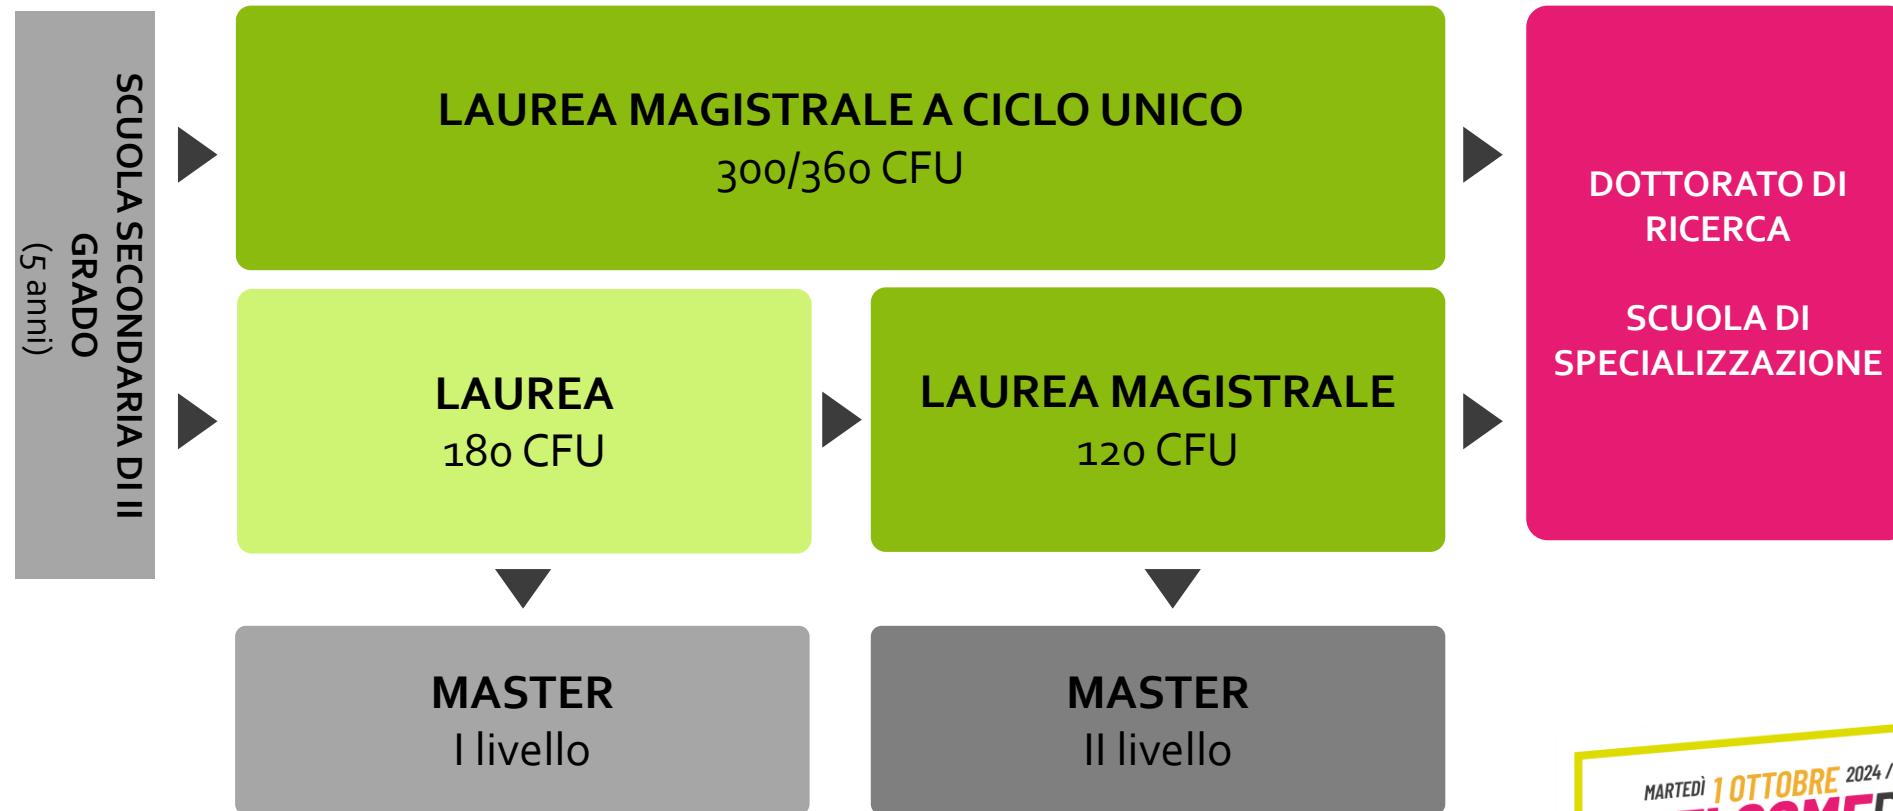 SCUOLA SECONDARIA DI II
GRADO
(5 anni)
LAUREA MAGISTRALE A CICLO UNICO
300/360 CFU
LAUREA
180 CFU
LAUREA MAGISTRALE
120 CFU
DOTTORATO DI
RICERCA
SCUOLA DI
SPECIALIZZAZIONE
MASTER
I livello
MASTER
II livello
MARTEDÌ 1 OTTOBRE 2024 /